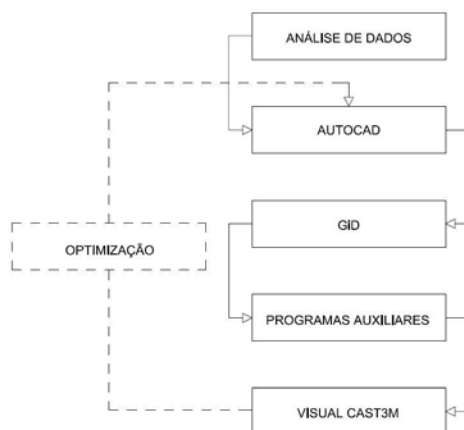 ANÁLISE DE DADOS
AUTOCAD
GID
OPTIMIZAÇÃO
PROGRAMAS AUXILIARES
VISUAL CAST3M